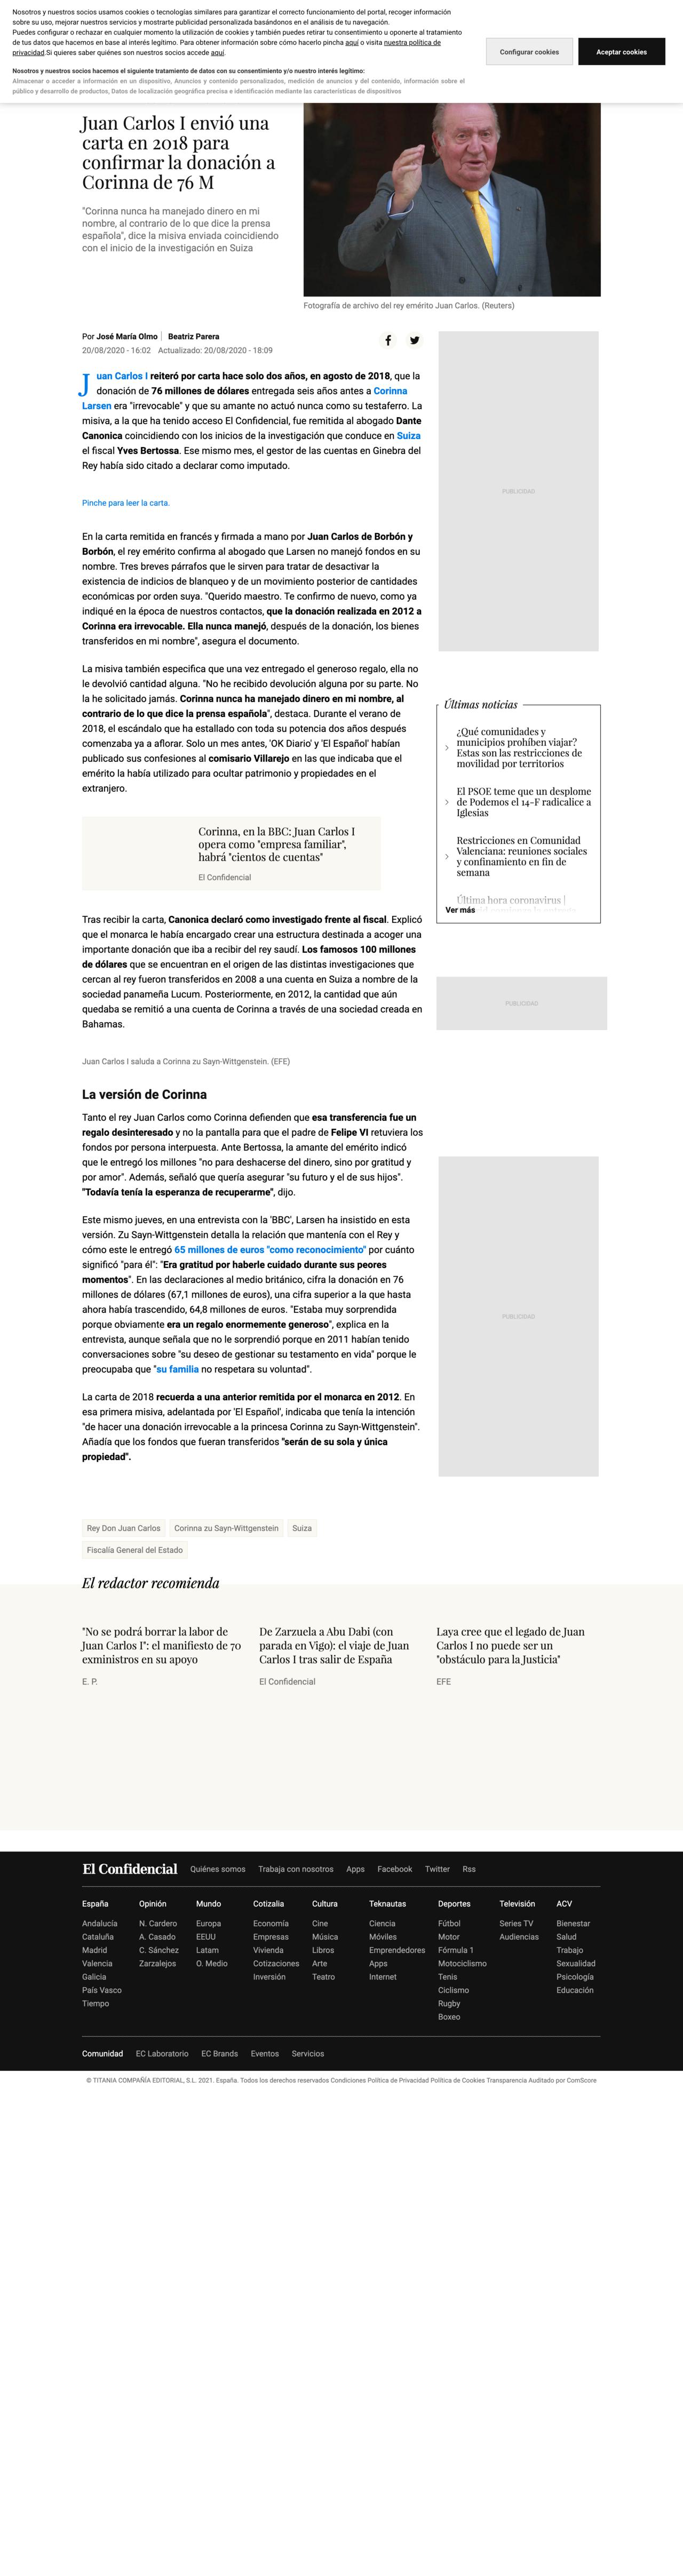 Nosotros y nuestros socios usamos cookies o tecnologías similares para garantizar el correcto funcionamiento del portal, recoger información
sobre su uso, mejorar nuestros servicios y mostrarte publicidad personalizada basándonos en el análisis de tu navegación.
Puedes configurar o rechazar en cualquier momento la utilización de cookies y también puedes retirar tu consentimiento u oponerte al tratamiento
de tus datos que hacemos en base al interés legítimo. Para obtener información sobre cómo hacerlo pincha aquí o visita nuestra política de
privacidad.Si quieres saber quiénes son nuestros socios accede aquí.
Nosotros y nuestros socios hacemos el siguiente tratamiento de datos con su consentimiento y/o nuestro interés legítimo:
Almacenar o acceder a información en un dispositivo, Anuncios y contenido personalizados, medición de anuncios y del contenido, información sobre el
público y desarrollo de productos, Datos de localización geográfica precisa e identificación mediante las características de dispositivos
Configurar cookies
Aceptar cookies
Juan Carlos I envió una
carta en 2018 para
confirmar la donación a
Corinna de 76 M
"Corinna nunca ha manejado dinero en mi
nombre, al contrario de lo que dice la prensa
española", dice la misiva enviada coincidiendo
con el inicio de la investigación en Suiza
Fotografía de archivo del rey emérito Juan Carlos. (Reuters)
Por José María Olmo | Beatriz Parera
20/08/2020 - 16:02 Actualizado: 20/08/2020 - 18:09
Juan Carlos I reiteró por carta hace solo dos años, en agosto de 2018, que la
donación de 76 millones de dólares entregada seis años antes a Corinna
Larsen era "irrevocable" y que su amante no actuó nunca como su testaferro. La
misiva, a la que ha tenido acceso El Confidencial, fue remitida al abogado Dante
Canonica coincidiendo con los inicios de la investigación que conduce en Suiza
el fiscal Yves Bertossa. Ese mismo mes, el gestor de las cuentas en Ginebra del
Rey había sido citado a declarar como imputado.
Pinche para leer la carta.
En la carta remitida en francés y firmada a mano por Juan Carlos de Borbón y
Borbón, el rey emérito confirma al abogado que Larsen no manejó fondos en su
nombre. Tres breves párrafos que le sirven para tratar de desactivar la
existencia de indicios de blanqueo y de un movimiento posterior de cantidades
económicas por orden suya. "Querido maestro. Te confirmo de nuevo, como ya
indiqué en la época de nuestros contactos, que la donación realizada en 2012 a
Corinna era irrevocable. Ella nunca manejó, después de la donación, los bienes
transferidos en mi nombre", asegura el documento.
La misiva también especifica que una vez entregado el generoso regalo, ella no
le devolvió cantidad alguna. "No he recibido devolución alguna por su parte. No
la he solicitado jamás. Corinna nunca ha manejado dinero en mi nombre, al
contrario de lo que dice la prensa española", destaca. Durante el verano de
2018, el escándalo que ha estallado con toda su potencia dos años después
comenzaba ya a aflorar. Solo un mes antes, 'OK Diario' y 'El Español' habían
publicado sus confesiones al comisario Villarejo en las que indicaba que el
emérito la había utilizado para ocultar patrimonio y propiedades en el
extranjero.
Corinna, en la BBC: Juan Carlos I
opera como "empresa familiar",
habrá "cientos de cuentas"
El Confidencial
Tras recibir la carta, Canonica declaró como investigado frente al fiscal. Explicó
que el monarca le había encargado crear una estructura destinada a acoger una
importante donación que iba a recibir del rey saudí. Los famosos 100 millones
de dólares que se encuentran en el origen de las distintas investigaciones que
cercan al rey fueron transferidos en 2008 a una cuenta en Suiza a nombre de la
sociedad panameña Lucum. Posteriormente, en 2012, la cantidad que aún
quedaba se remitió a una cuenta de Corinna a través de una sociedad creada en
Bahamas.
Juan Carlos I saluda a Corinna zu Sayn-Wittgenstein. (EFE)
La versión de Corinna
Tanto el rey Juan Carlos como Corinna defienden que esa transferencia fue un
regalo desinteresado y no la pantalla para que el padre de Felipe VI retuviera los
fondos por persona interpuesta. Ante Bertossa, la amante del emérito indicó
que le entregó los millones "no para deshacerse del dinero, sino por gratitud y
por amor". Además, señaló que quería asegurar "su futuro y el de sus hijos".
"Todavía tenía la esperanza de recuperarme", dijo.
Este mismo jueves, en una entrevista con la 'BBC', Larsen ha insistido en esta
versión. Zu Sayn-Wittgenstein detalla la relación que mantenía con el Rey y
cómo este le entregó 65 millones de euros "como reconocimiento" por cuánto
significó "para él": "Era gratitud por haberle cuidado durante sus peores
momentos". En las declaraciones al medio británico, cifra la donación en 76
millones de dólares (67,1 millones de euros), una cifra superior a la que hasta
ahora había trascendido, 64,8 millones de euros. "Estaba muy sorprendida
porque obviamente era un regalo enormemente generoso", explica en la
entrevista, aunque señala que no le sorprendió porque en 2011 habían tenido
conversaciones sobre "su deseo de gestionar su testamento en vida" porque le
preocupaba que "su familia no respetara su voluntad".
La carta de 2018 recuerda a una anterior remitida por el monarca en 2012. En
esa primera misiva, adelantada por 'El Español', indicaba que tenía la intención
"de hacer una donación irrevocable a la princesa Corinna zu Sayn-Wittgenstein".
Añadía que los fondos que fueran transferidos "serán de su sola y única
propiedad".
PUBLICIDAD
Últimas noticias
¿Qué comunidades y
municipios prohíben viajar?
Estas son las restricciones de
movilidad por territorios
El PSOE teme que un desplome
de Podemos el 14-F radicalice a
Iglesias
Restricciones en Comunidad
Valenciana: reuniones sociales
y confinamiento en fin de
semana
Última hora coronavirus |
Ver más
PUBLICIDAD
PUBLICIDAD
Rey Don Juan Carlos
Corinna zu Sayn-Wittgenstein
Suiza
Fiscalía General del Estado
El redactor recomienda
"No se podrá borrar la labor de
Juan Carlos I": el manifiesto de 70
exministros en su apoyo
E. P.
De Zarzuela a Abu Dabi (con
parada en Vigo): el viaje de Juan
Carlos I tras salir de España
El Confidencial
Laya cree que el legado de Juan
Carlos I no puede ser un
"obstáculo para la Justicia"
EFE
El Confidencial Quiénes somos Trabaja con nosotros Apps Facebook Twitter Rss
España
Andalucía
Cataluña
Madrid
Valencia
Galicia
País Vasco
Tiempo
Opinión
N. Cardero
A. Casado
C. Sánchez
Zarzalejos
Mundo
Europa
EEUU
Latam
O. Medio
Cotizalia
Economía
Empresas
Vivienda
Cotizaciones
Inversión
Cultura
Cine
Música
Libros
Arte
Teatro
Teknautas
Ciencia
Móviles
Emprendedores
Apps
Internet
Deportes
Fútbol
Motor
Fórmula 1
Motociclismo
Tenis
Ciclismo
Rugby
Boxeo
Televisión
Series TV
Audiencias
ACV
Bienestar
Salud
Trabajo
Sexualidad
Psicología
Educación
Comunidad EC Laboratorio EC Brands Eventos Servicios
© TITANIA COMPAÑÍA EDITORIAL, S.L. 2021. España. Todos los derechos reservados Condiciones Política de Privacidad Política de Cookies Transparencia Auditado por ComScore